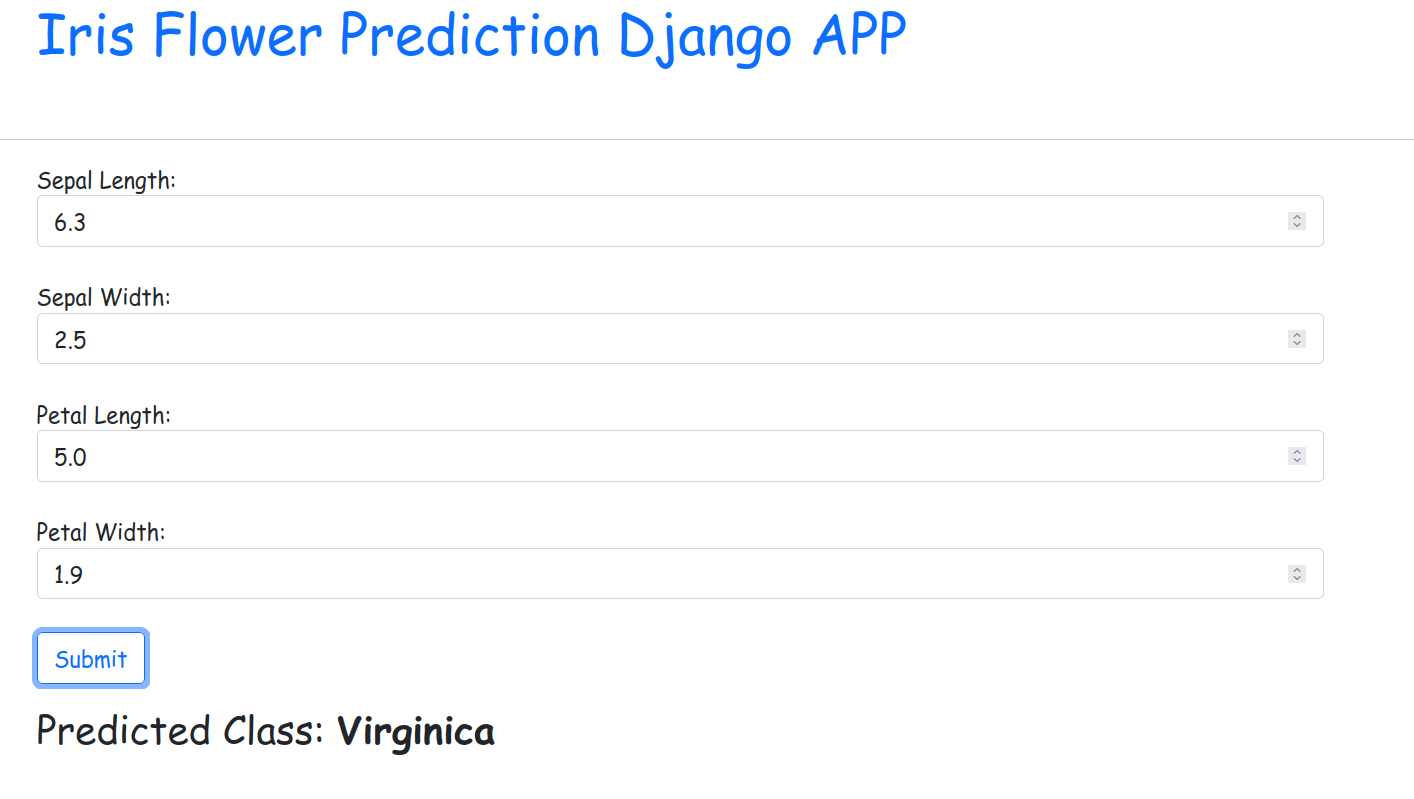 Iris Flower Prediction Django APP
Sepal Length:
6.3
Sepal Width:
2.5
Petal Length:
5.0
Petal Width:
1.9
Submit
Predicted Class: Virginica